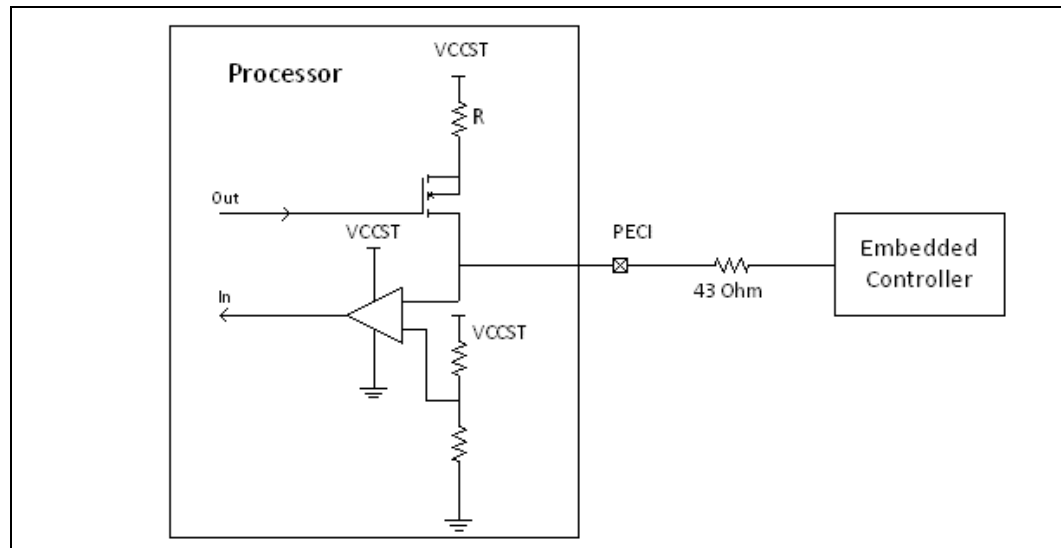 VCCST
Processor
R
Out
VCCST
PECI
Embedded
Controller
43 Ohm
In
VCCST